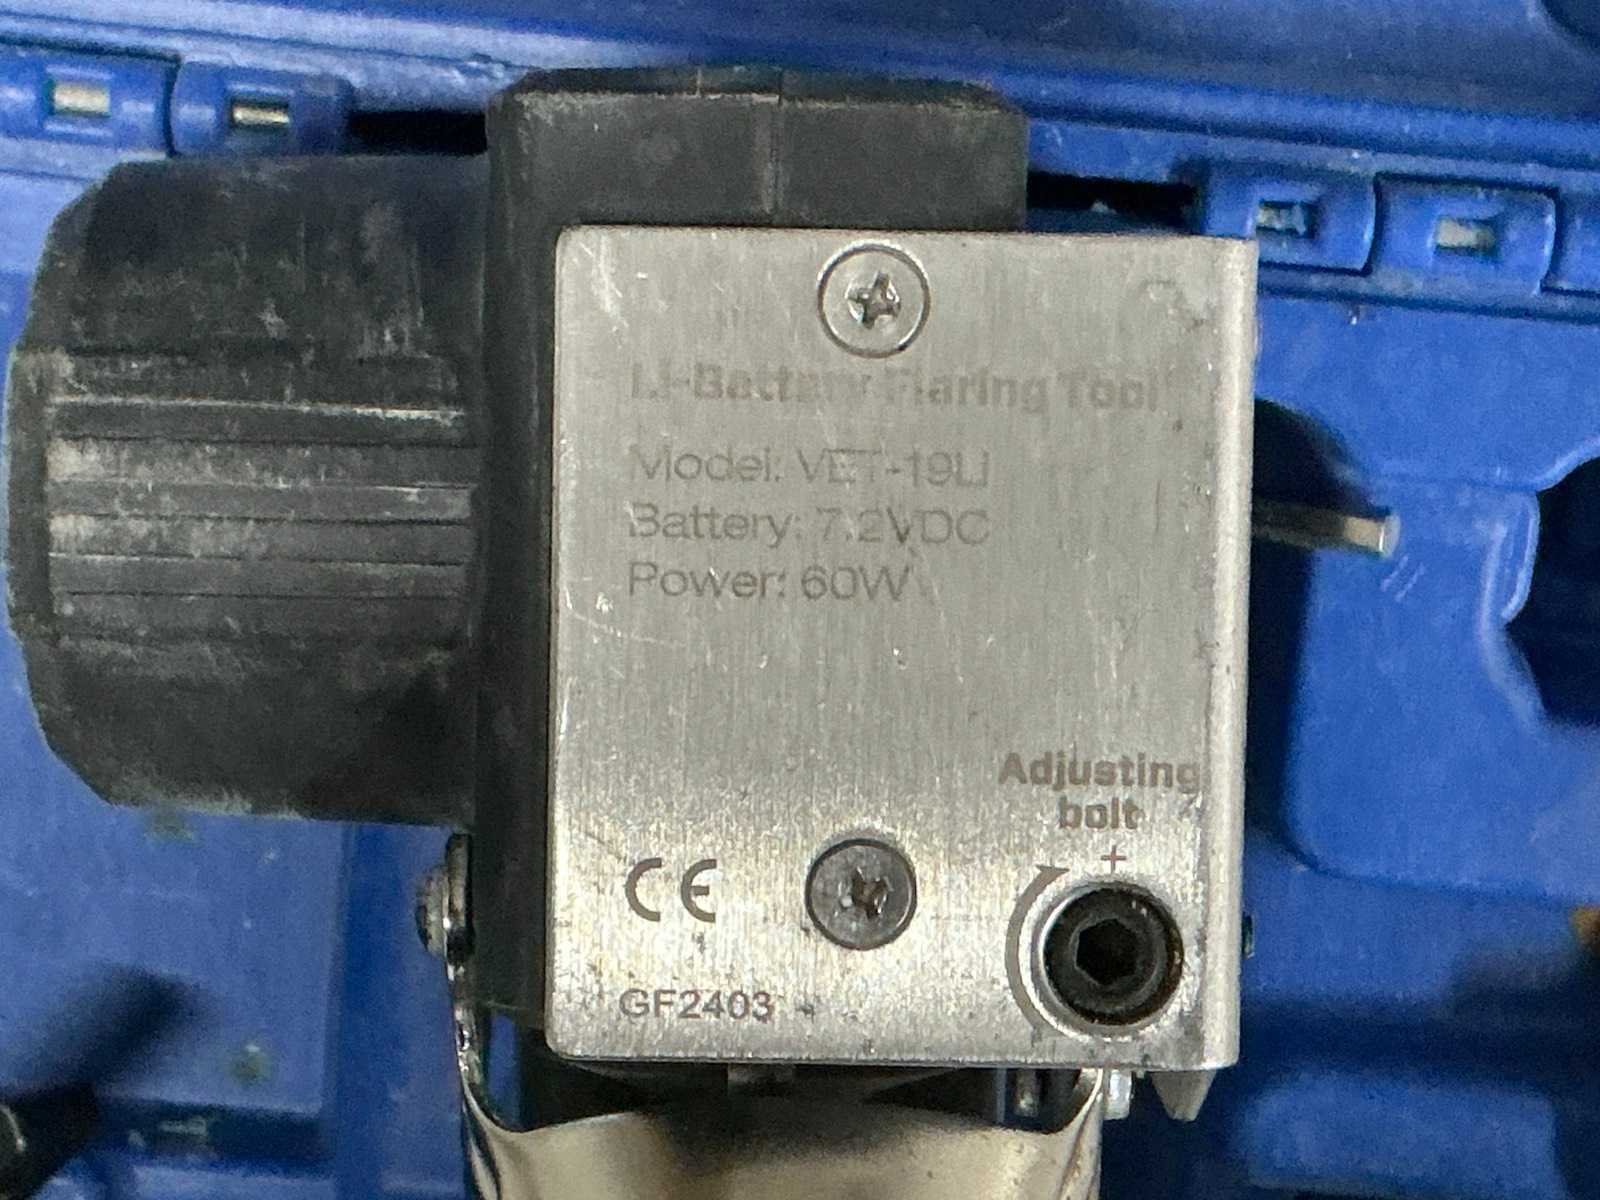 Li-Battery Flaring Tool
Model: VET-19LI
Battery: 7.2VDC
Power: 60W
Adjusting
bolt
+
CE
GF2403